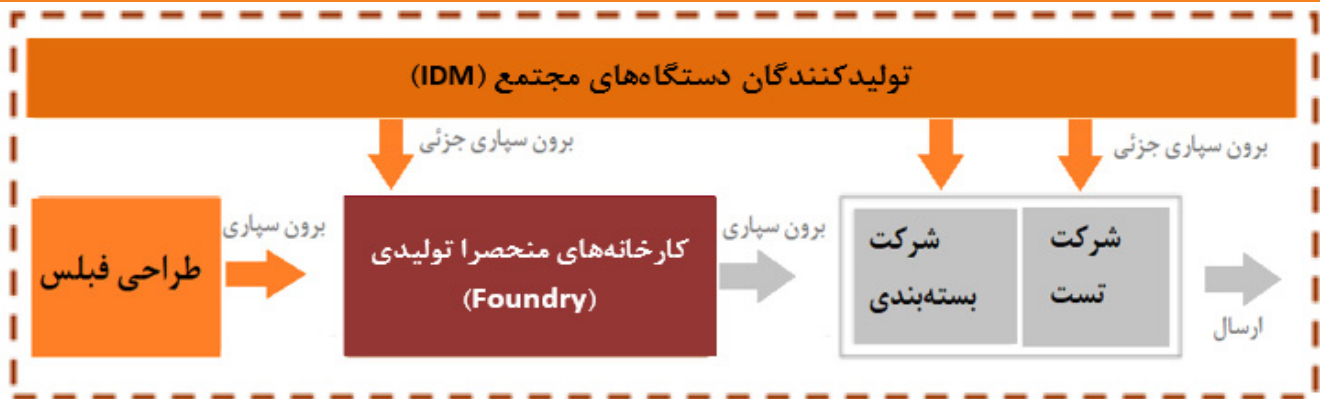 تولیدکنندگان دستگاه‌های مجتمع (IDM)
برون سپاری جزئی
برون سپاری جزئی
طراحی فبلس
برون سپاری
کارخانه‌های منحصرا تولیدی
(Foundry)
برون سپاری
شرکت
بسته‌بندی
شرکت
تست
ارسال